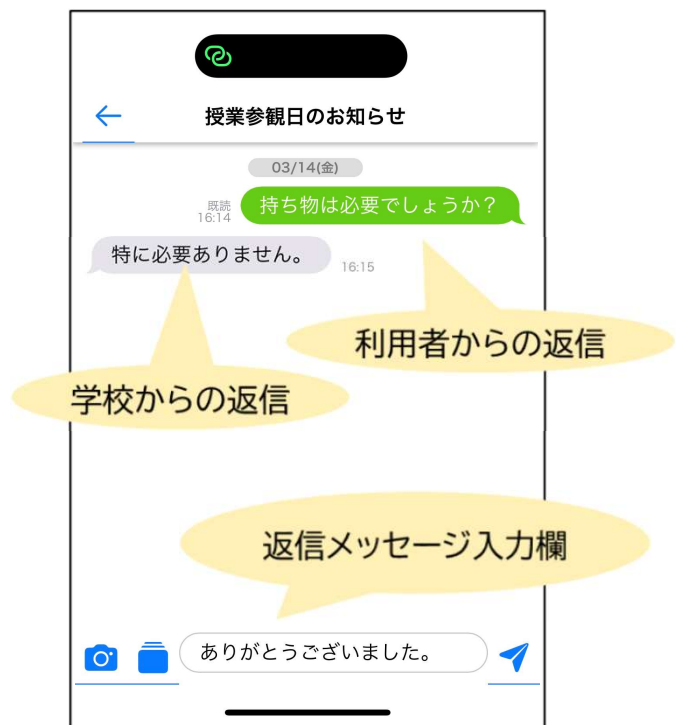 授業参観日のお知らせ
03/14(金)
持ち物は必要でしょうか？
既読
16:14
特に必要ありません。
16:15
利用者からの返信
学校からの返信
返信メッセージ入力欄
ありがとうございました。